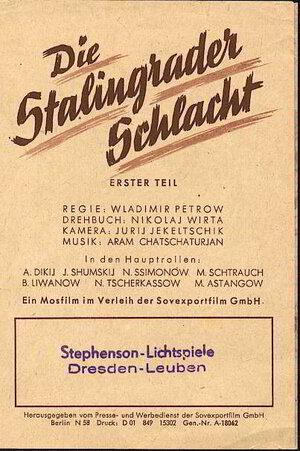 Die
Stalingrader
Schlacht
ERSTER TEIL
REGIE: WLADIMIR PETROW
DREHBUCH: NIKOLAJ WIRTA
KAMERA: JURIJ JEKELTSCHIK
MUSIK: ARAM CHATSCHATURJAN
In den Hauptrollen:
A. DIKIJ J. SHUMSKIJ N. SSIMONOW M. SCHTRAUCH
B. LIWANOW N. TSCHERKASSOW M. ASTANGOW
Ein Mosfilm im Verleih der Sovexportfilm GmbH.
Stephenson-Lichtspiele
Dresden-Leuben
Herausgegeben vom Presse- und Werbedienst der Sovexportfilm GmbH
Berlin N 58 Druck: D 01 849 15302 Gen.-Nr. A-18062